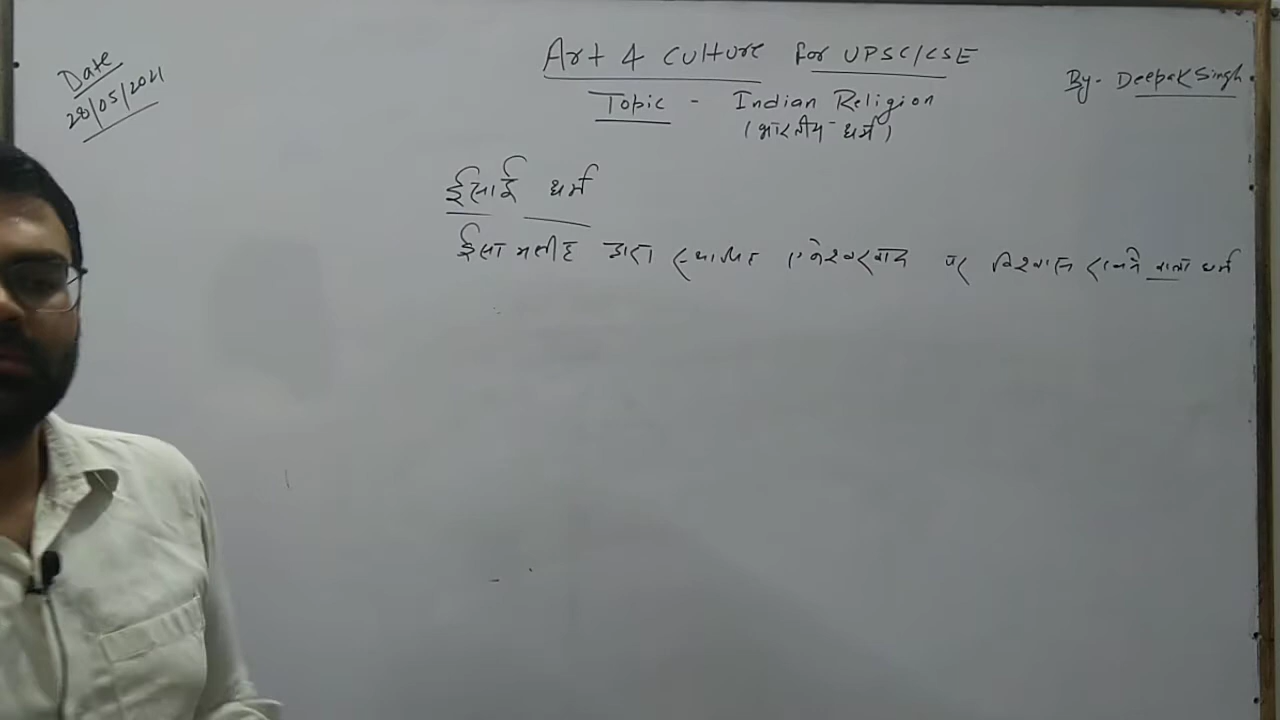 Date
28/05/2021
Art & Culture for UPSC/CSE
By- Deepak Singh
Topic - Indian Religion
(भारतीय धर्म)
ईसाई धर्म
ईसा मसीह द्वारा स्थापित एकेश्वरवाद पर विश्वास रखने वाला धर्म